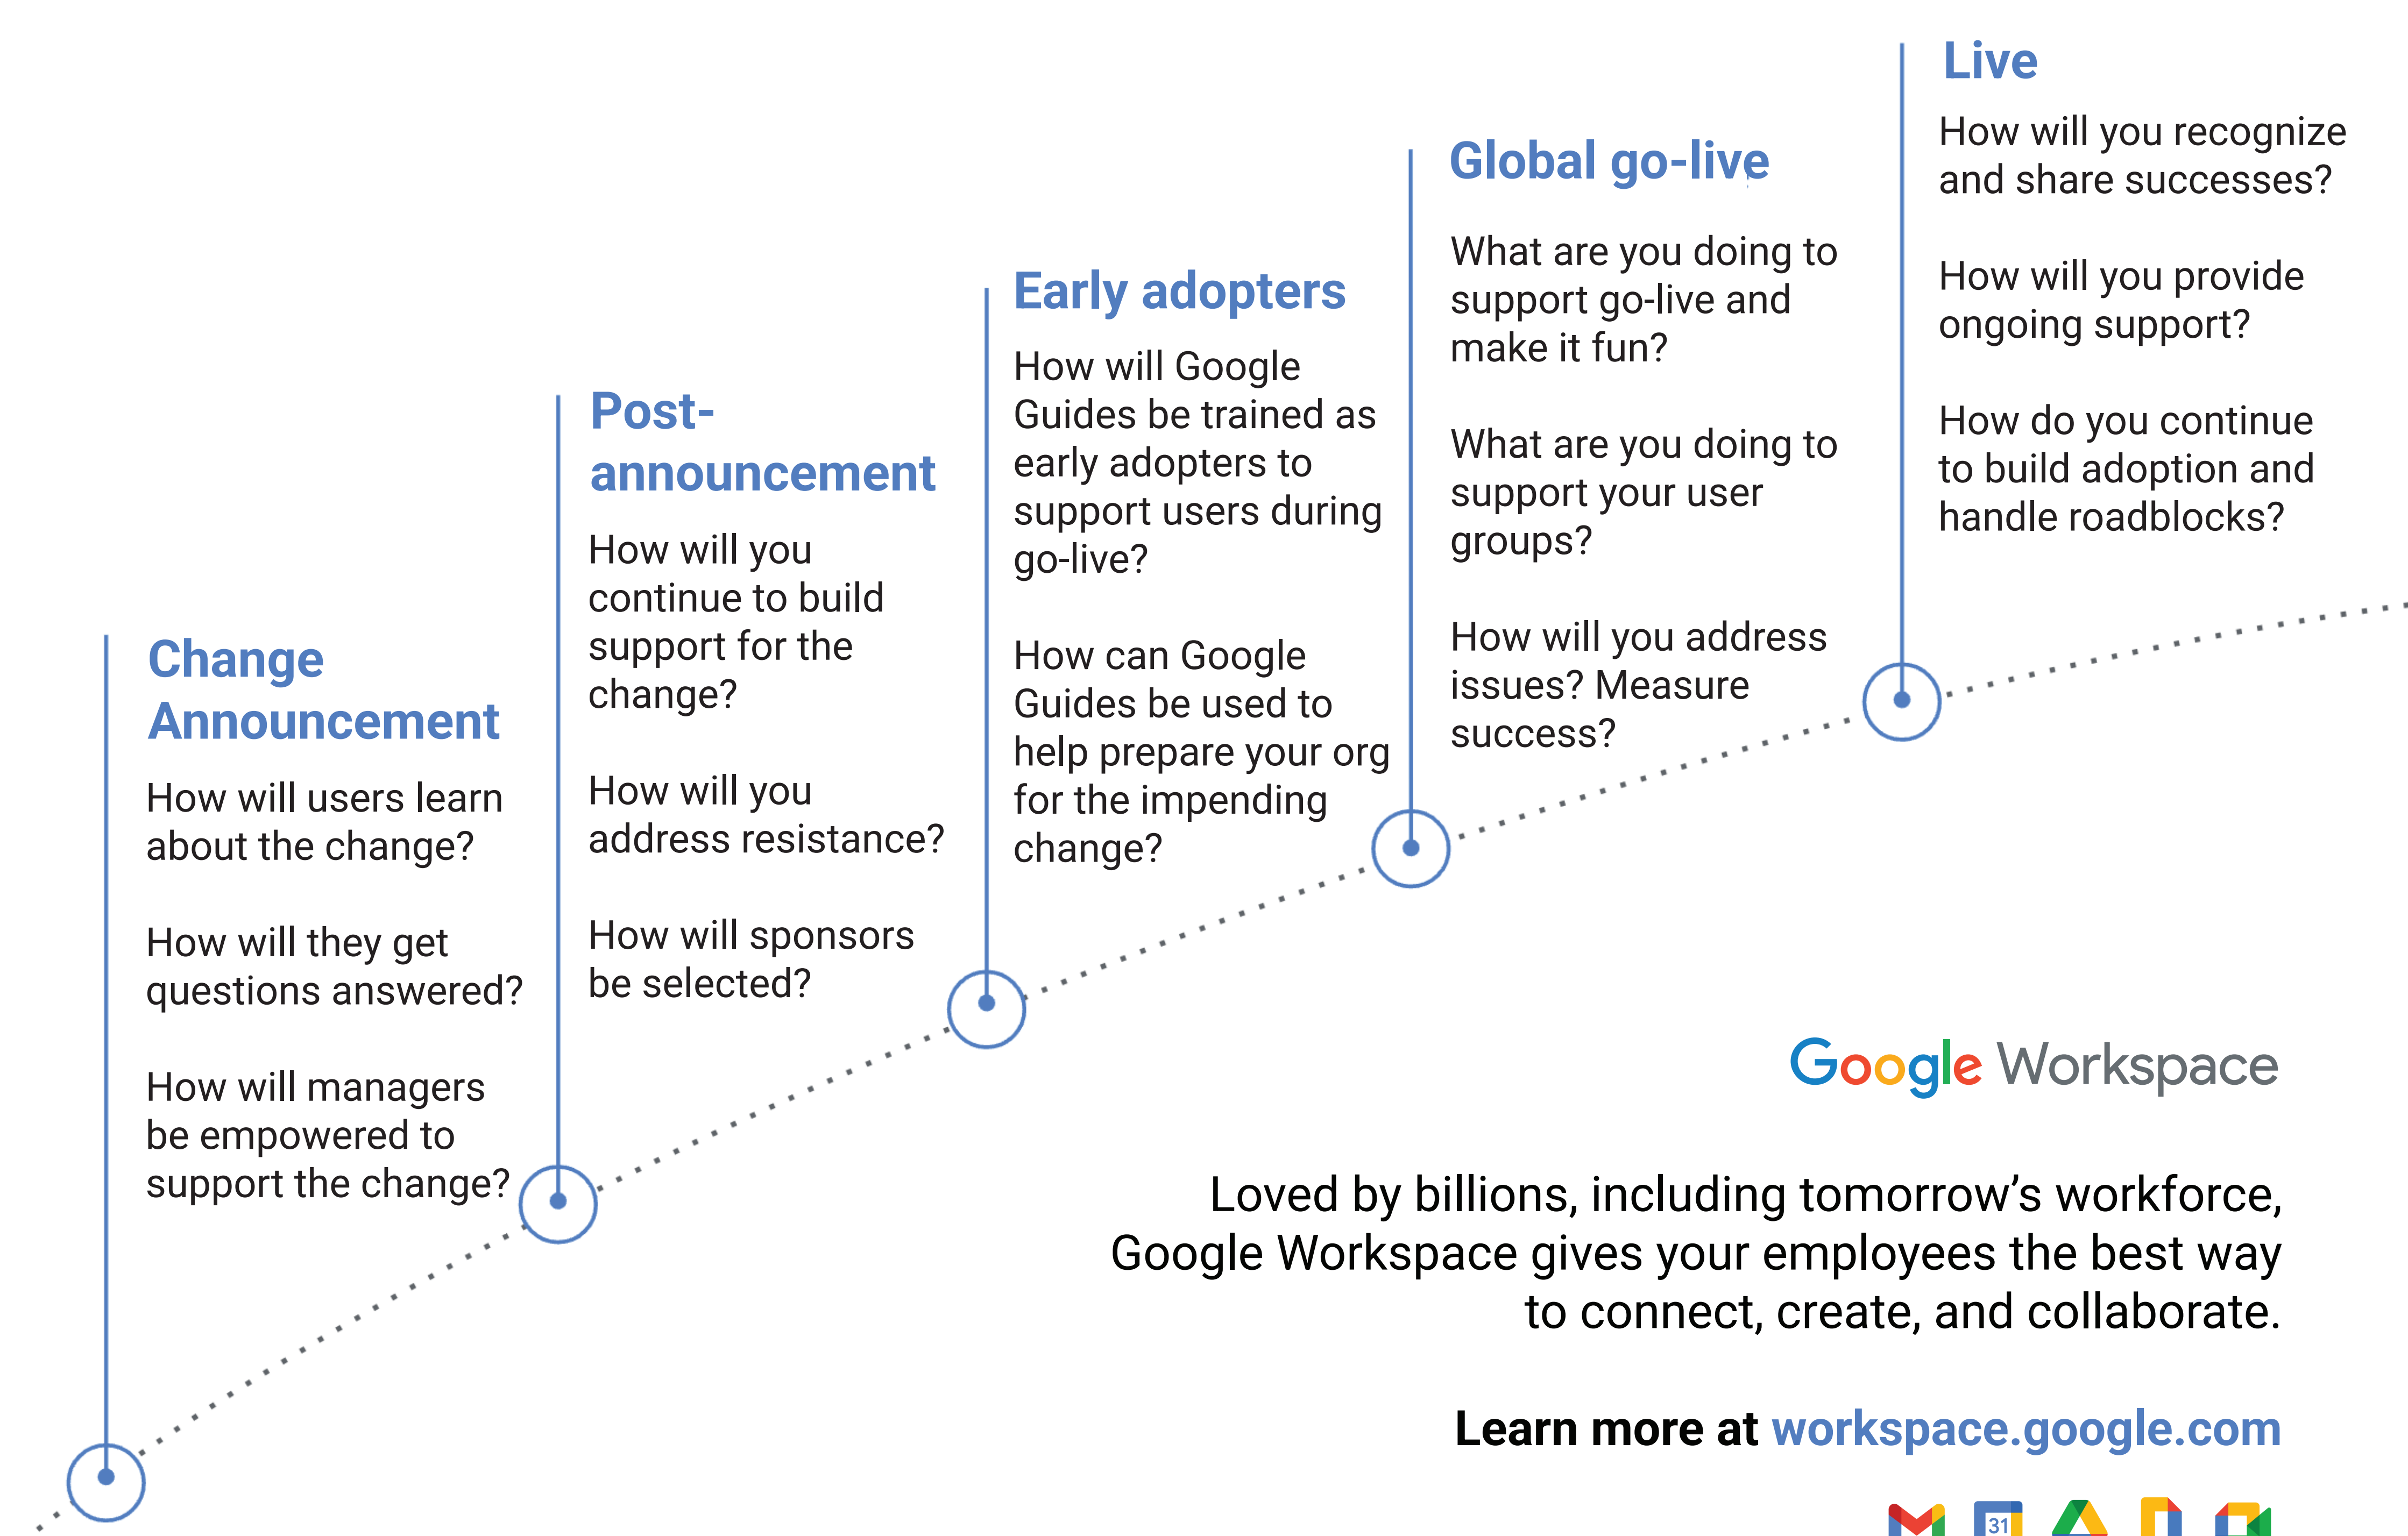 Change
Announcement
How will users learn
about the change?
How will they get
questions answered?
How will managers
be empowered to
support the change?
Post-
announcement
How will you
continue to build
support for the
change?
How will you
address resistance?
How will sponsors
be selected?
Early adopters
How will Google
Guides be trained as
early adopters to
support users during
go-live?
How can Google
Guides be used to
help prepare your org
for the impending
change?
Global go-live
What are you doing to
support go-live and
make it fun?
What are you doing to
support your user
groups?
How will you address
issues? Measure
success?
Live
How will you recognize
and share successes?
How will you provide
ongoing support?
How do you continue
to build adoption and
handle roadblocks?
Google Workspace
Loved by billions, including tomorrow’s workforce,
Google Workspace gives your employees the best way
to connect, create, and collaborate.
Learn more at workspace.google.com
31